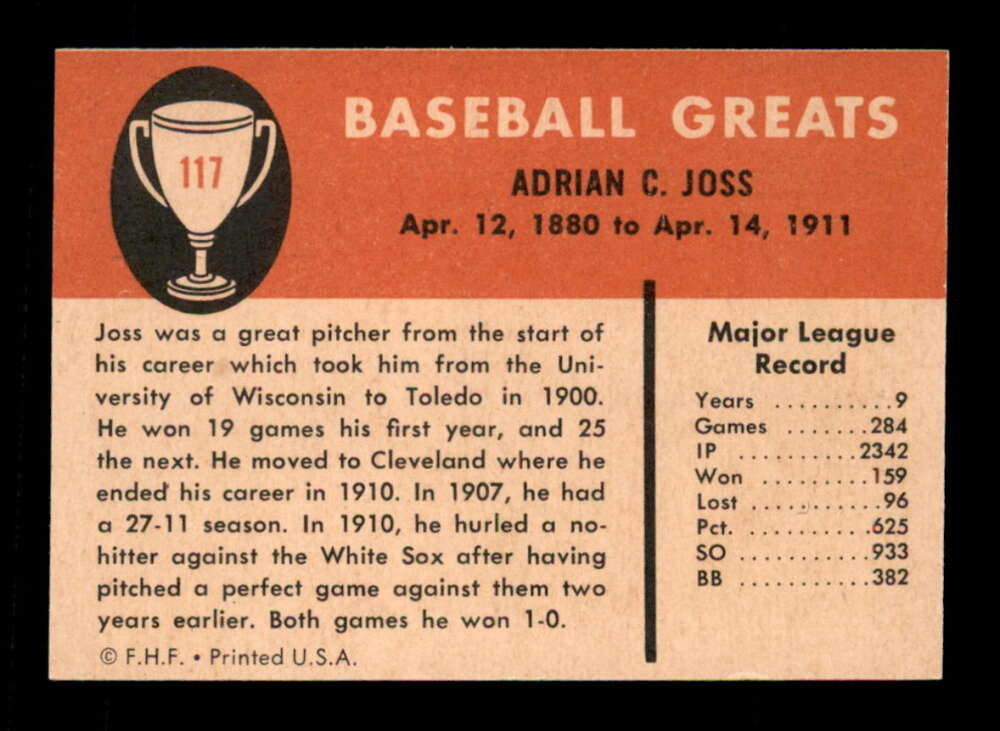 117
BASEBALL GREATS
ADRIAN C. JOSS
Apr. 12, 1880 to Apr. 14, 1911
Joss was a great pitcher from the start of
his career which took him from the Uni-
versity of Wisconsin to Toledo in 1900.
He won 19 games his first year, and 25
the next. He moved to Cleveland where he
ended his career in 1910. In 1907, he had
a 27-11 season. In 1910, he hurled a no-
hitter against the White Sox after having
pitched a perfect game against them two
years earlier. Both games he won 1-0.
© F.H.F. • Printed U.S.A.
Major League
Record
Years ..........9
Games .......284
IP ...........2342
Won .........159
Lost ...........96
Pct. ..........625
SO ...........933
BB ...........382